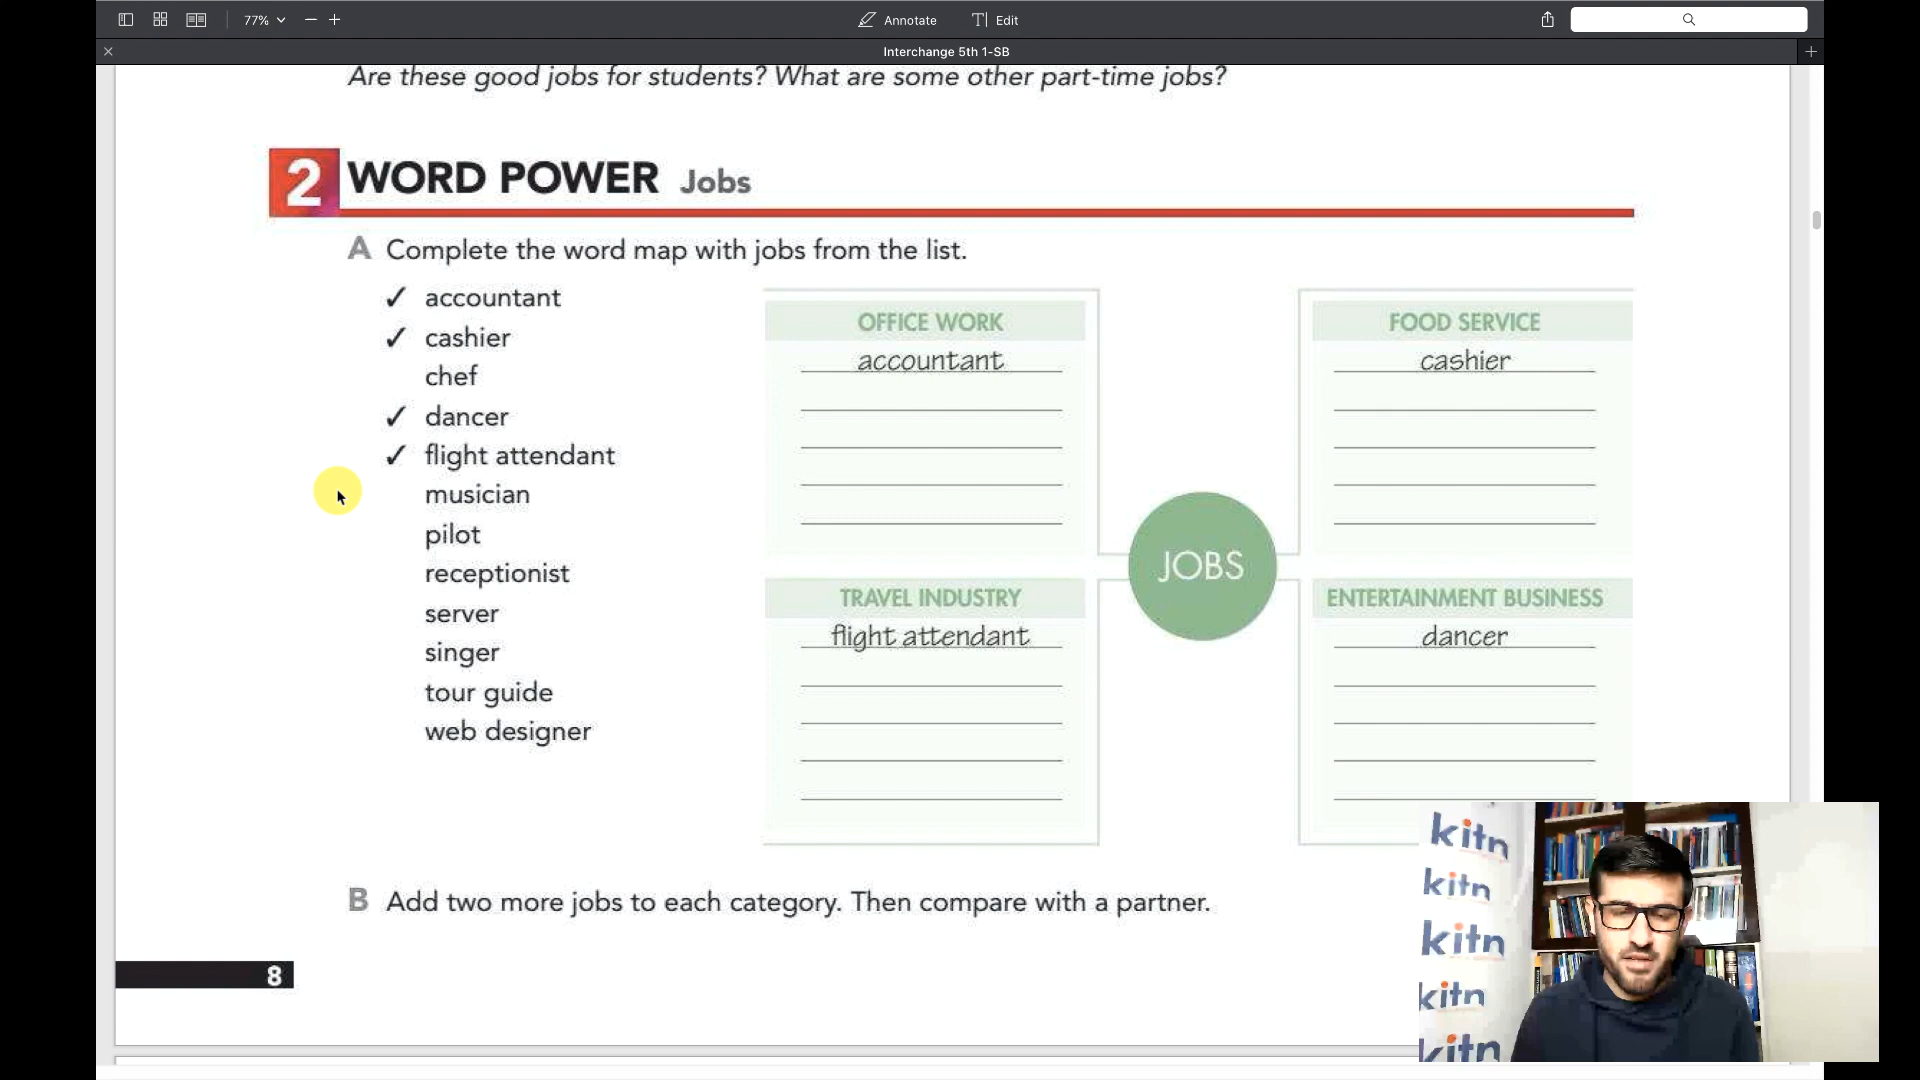 77%
Annotate
Edit
Interchange 5th 1-SB
Are these good jobs for students? What are some other part-time jobs?
2 WORD POWER Jobs
A Complete the word map with jobs from the list.
✓ accountant
✓ cashier
chef
✓ dancer
✓ flight attendant
musician
pilot
receptionist
server
singer
tour guide
web designer
OFFICE WORK
accountant
FOOD SERVICE
cashier
JOBS
TRAVEL INDUSTRY
flight attendant
ENTERTAINMENT BUSINESS
dancer
B Add two more jobs to each category. Then compare with a partner.
8
kitn
kitn
kitn
kitn
kitn